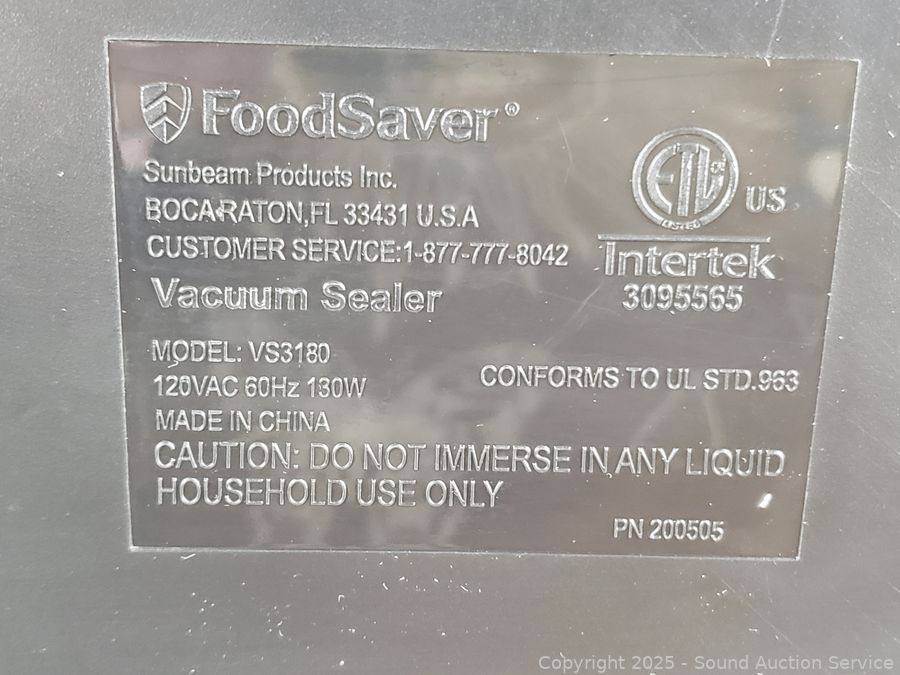 FoodSaver®
Sunbeam Products Inc.
BOCA RATON,FL 33431 U.S.A
CUSTOMER SERVICE:1-877-777-8042
Vacuum Sealer
ETL US
LISTED
Intertek
3095565
MODEL: VS3180
120VAC 60Hz 130W
CONFORMS TO UL STD.963
MADE IN CHINA
CAUTION: DO NOT IMMERSE IN ANY LIQUID
HOUSEHOLD USE ONLY
PN 200505
Copyright © 2025 - Sound Auction Service